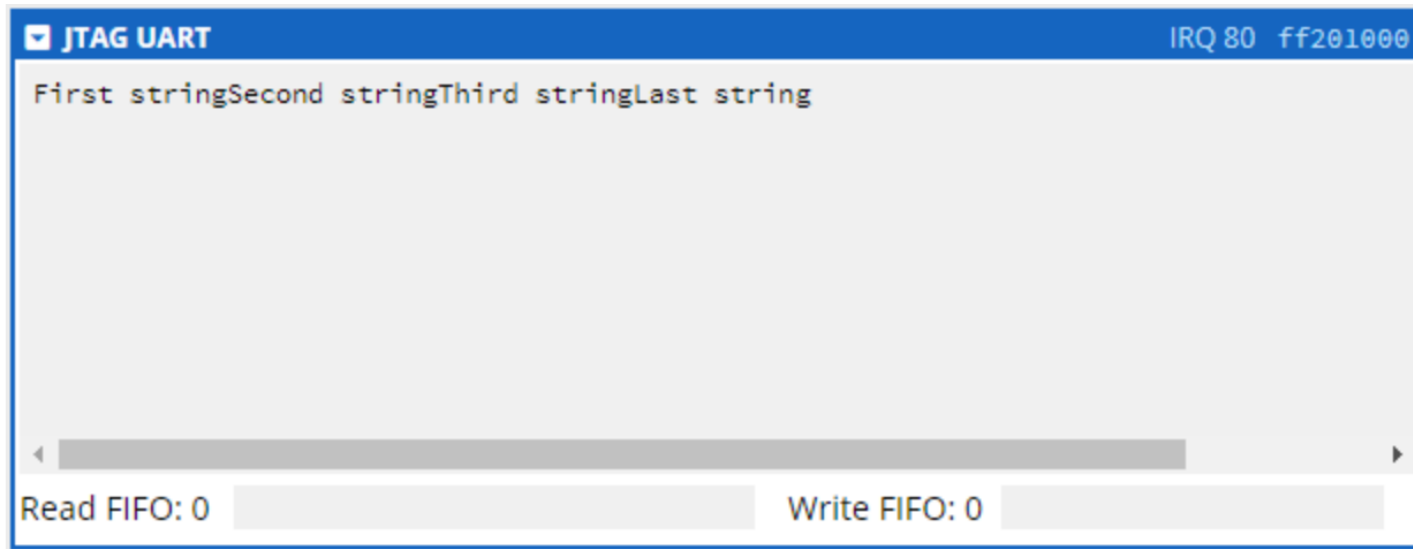 JTAG UART IRQ 80 ff201000
First stringSecond stringThird stringLast string
Read FIFO: 0 Write FIFO: 0